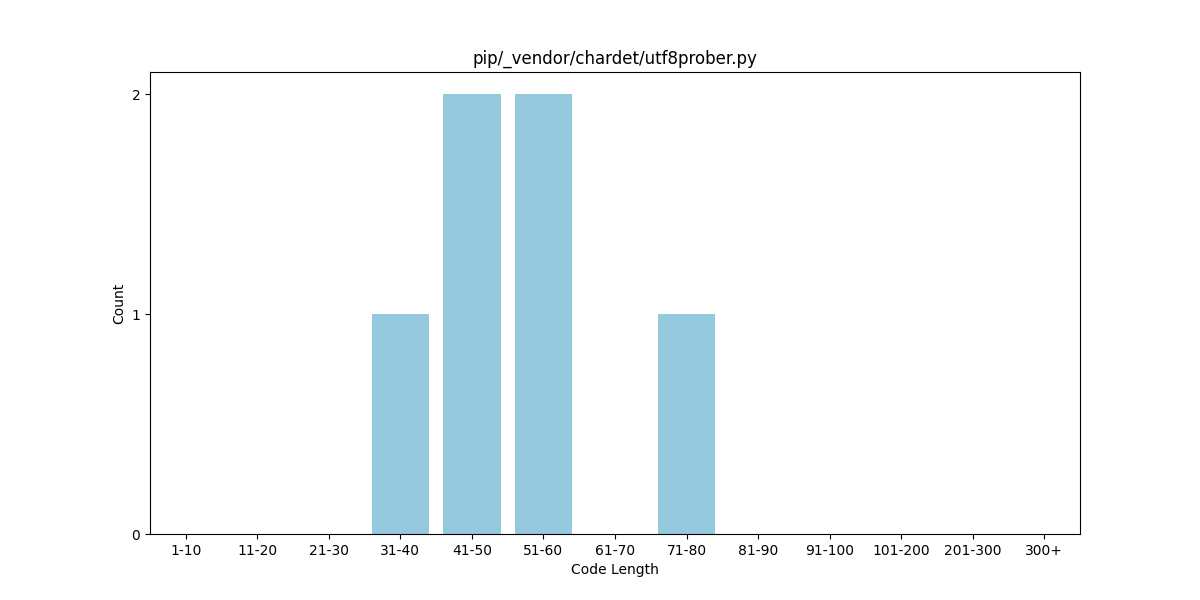 pip/_vendor/chardet/utf8prober.py
Count
2
1
0
1-10 11-20 21-30 31-40 41-50 51-60 61-70 71-80 81-90 91-100 101-200 201-300 300+
Code Length